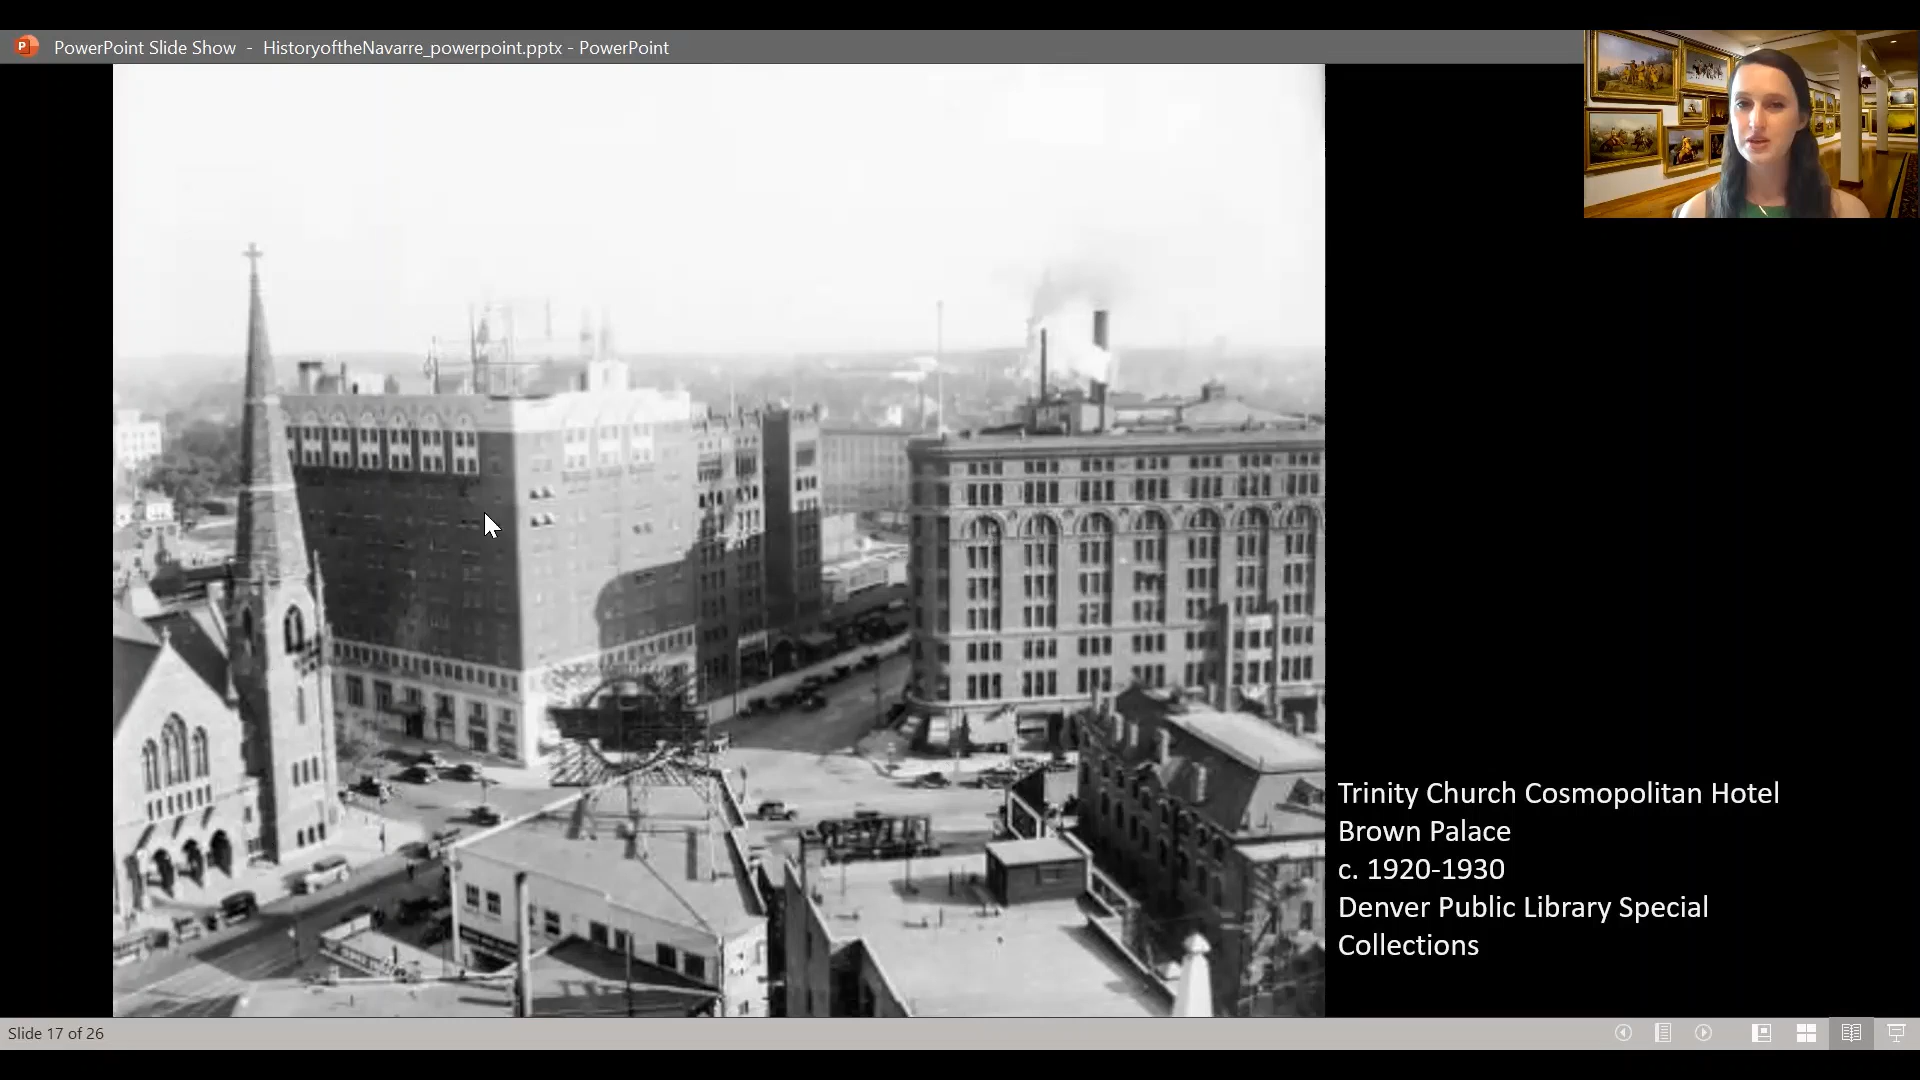 PowerPoint Slide Show - HistoryoftheNavarre_powerpoint.pptx - PowerPoint
Trinity Church Cosmopolitan Hotel
Brown Palace
c. 1920-1930
Denver Public Library Special
Collections
Slide 17 of 26